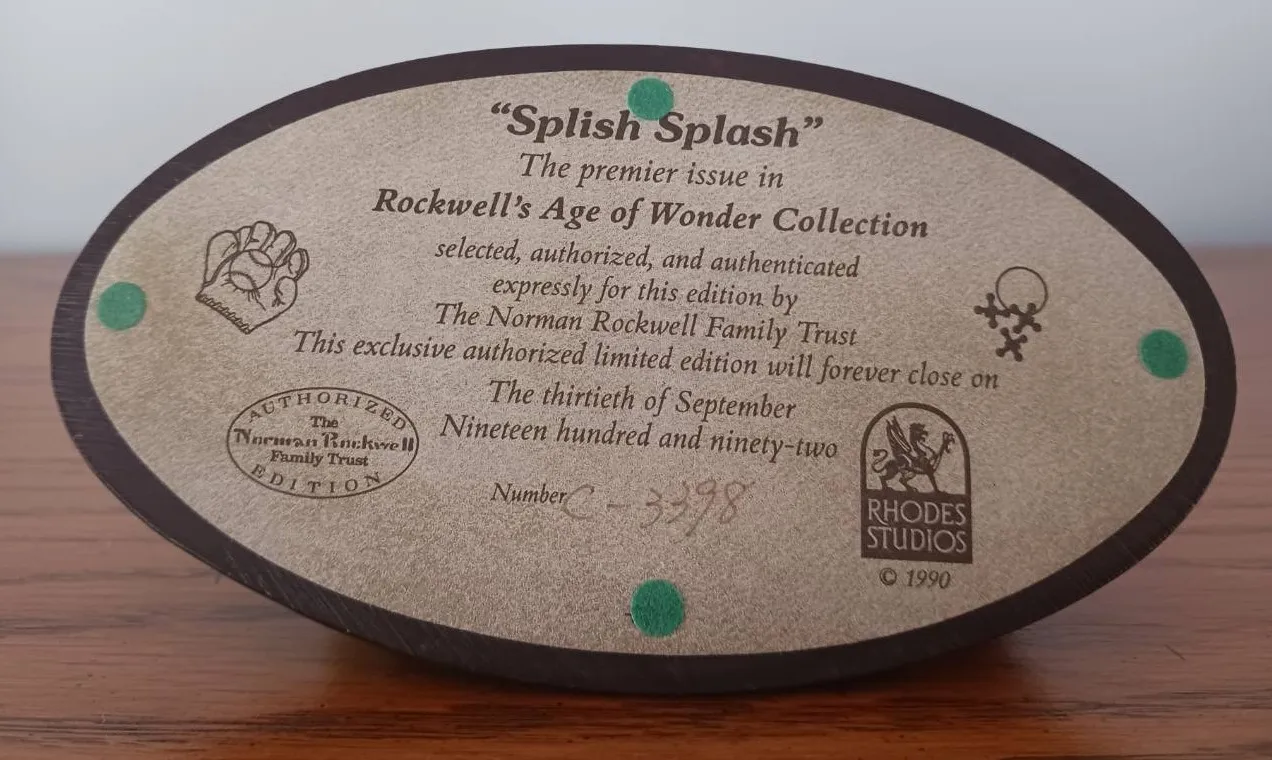 “Splish Splash”
The premier issue in
Rockwell’s Age of Wonder Collection
selected, authorized, and authenticated
expressly for this edition by
The Norman Rockwell Family Trust
This exclusive authorized limited edition will forever close on
The thirtieth of September
Nineteen hundred and ninety-two
Number C - 3398
AUTHORIZED
The
Norman Rockwell
Family Trust
EDITION
RHODES
STUDIOS
© 1990